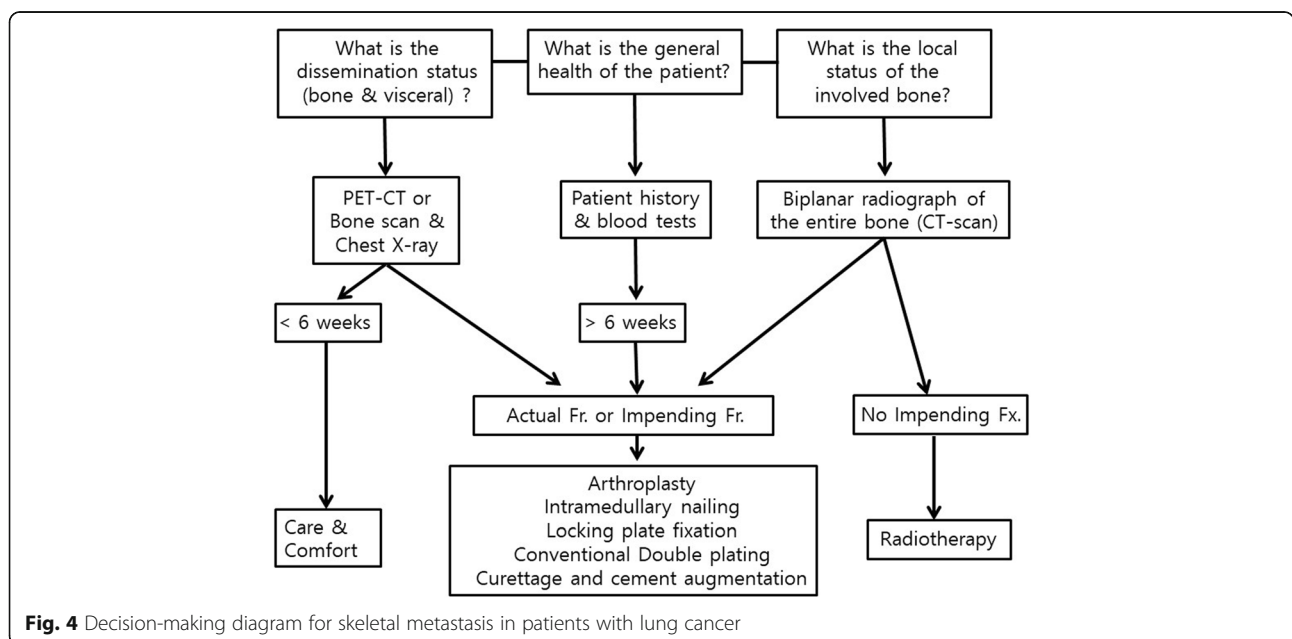 What is the
dissemination status
(bone & visceral) ?
What is the general
health of the patient?
What is the local
status of the
involved bone?
PET-CT or
Bone scan &
Chest X-ray
Patient history
& blood tests
Biplanar radiograph of
the entire bone (CT-scan)
< 6 weeks
> 6 weeks
Actual Fr. or Impending Fr.
No Impending Fx.
Care &
Comfort
Arthroplasty
Intramedullary nailing
Locking plate fixation
Conventional Double plating
Curettage and cement augmentation
Radiotherapy
Fig. 4 Decision-making diagram for skeletal metastasis in patients with lung cancer